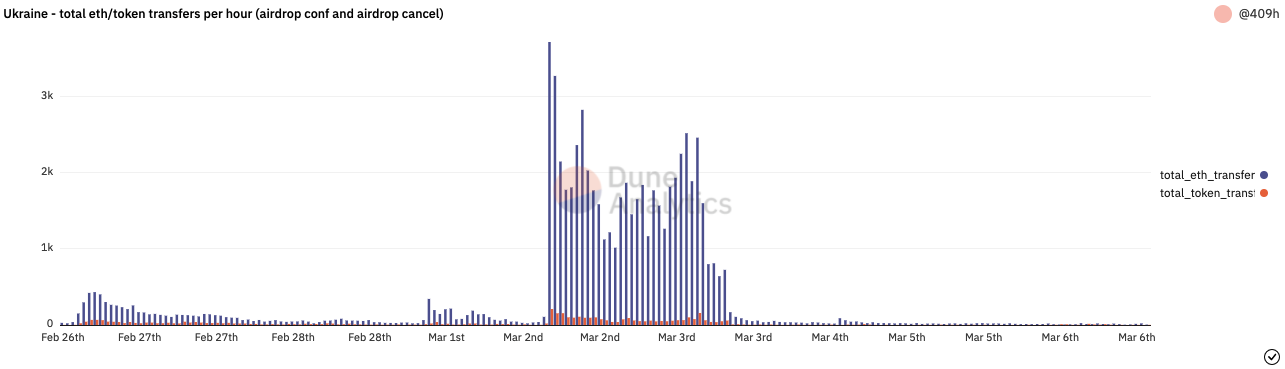 Ukraine - total eth/token transfers per hour (airdrop conf and airdrop cancel)
@409h
3k
2k
1k
0
Dune
Analytics
total_eth_transfer
total_token_transf
Feb 26th Feb 27th Feb 27th Feb 28th Feb 28th Mar 1st Mar 2nd Mar 2nd Mar 3rd Mar 3rd Mar 4th Mar 5th Mar 5th Mar 6th Mar 6th